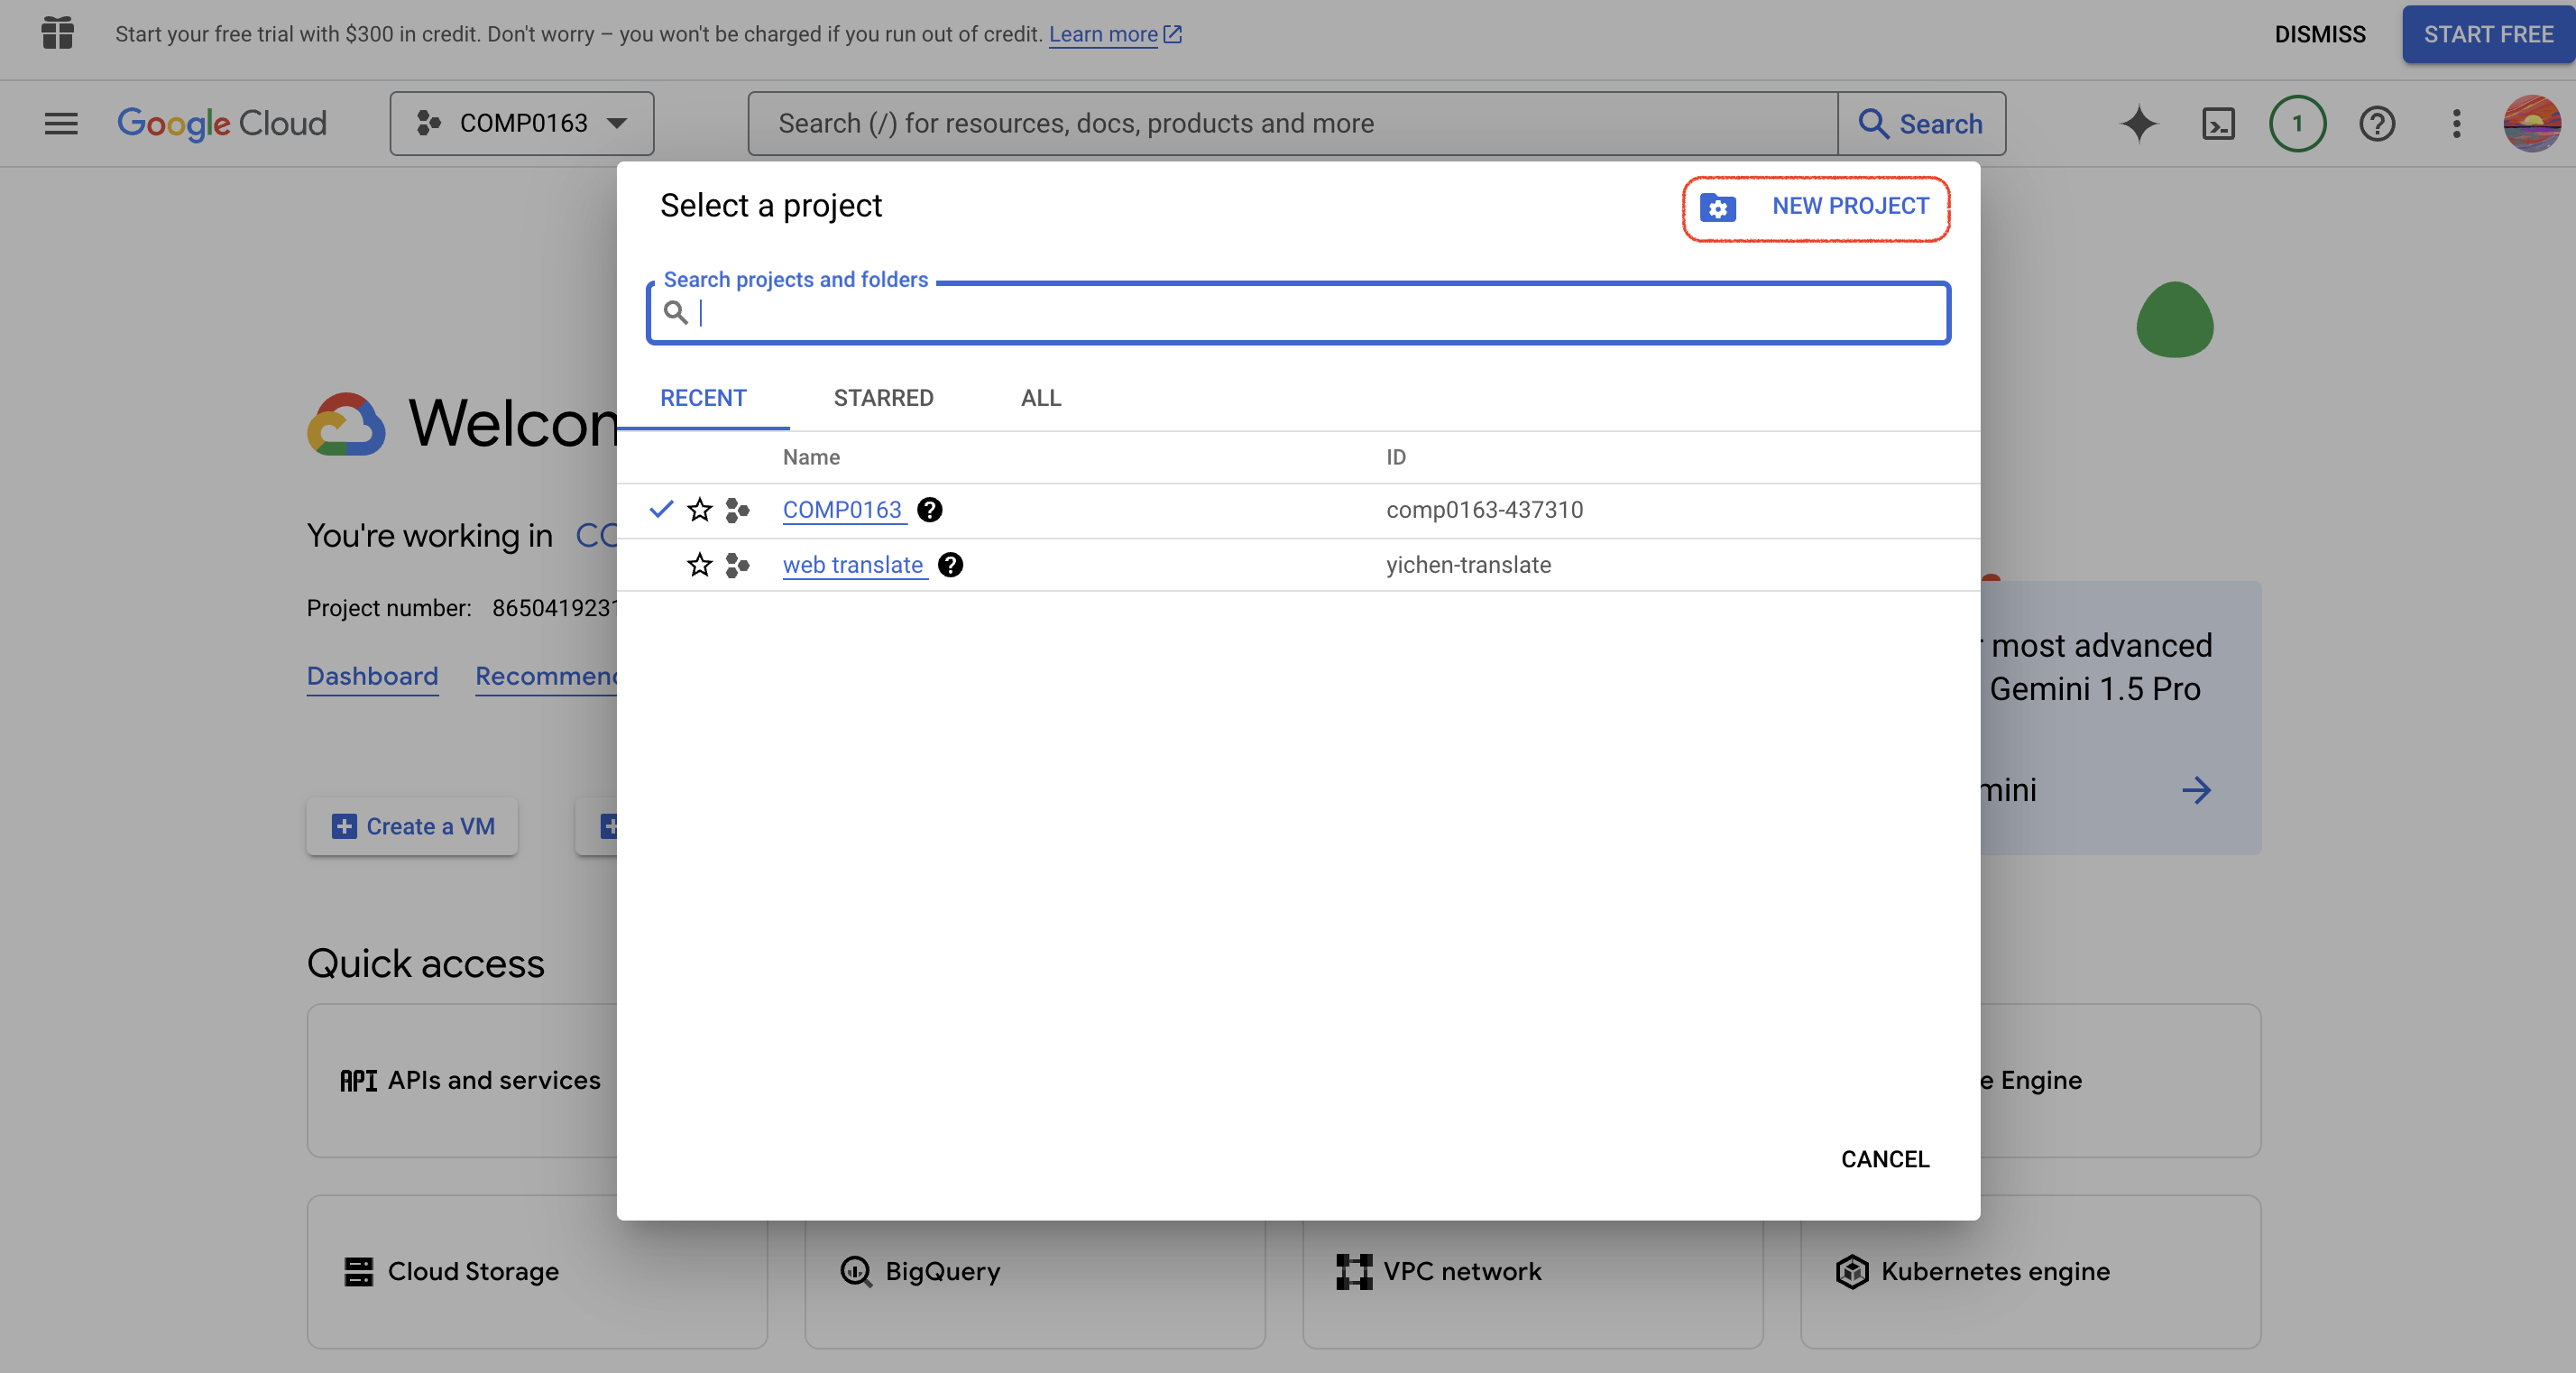 Start your free trial with $300 in credit. Don't worry – you won't be charged if you run out of credit. Learn more
DISMISS
START FREE
Google Cloud
COMP0163
Search (/) for resources, docs, products and more
Search
1
Select a project
NEW PROJECT
Search projects and folders
RECENT
STARRED
ALL
Name
ID
COMP0163
comp0163-437310
web translate
yichen-translate
CANCEL
Welcom
You're working in CO
Project number: 865041923
Dashboard
Recommen
most advanced
Gemini 1.5 Pro
mini
Create a VM
Quick access
API APIs and services
e Engine
Cloud Storage
BigQuery
VPC network
Kubernetes engine